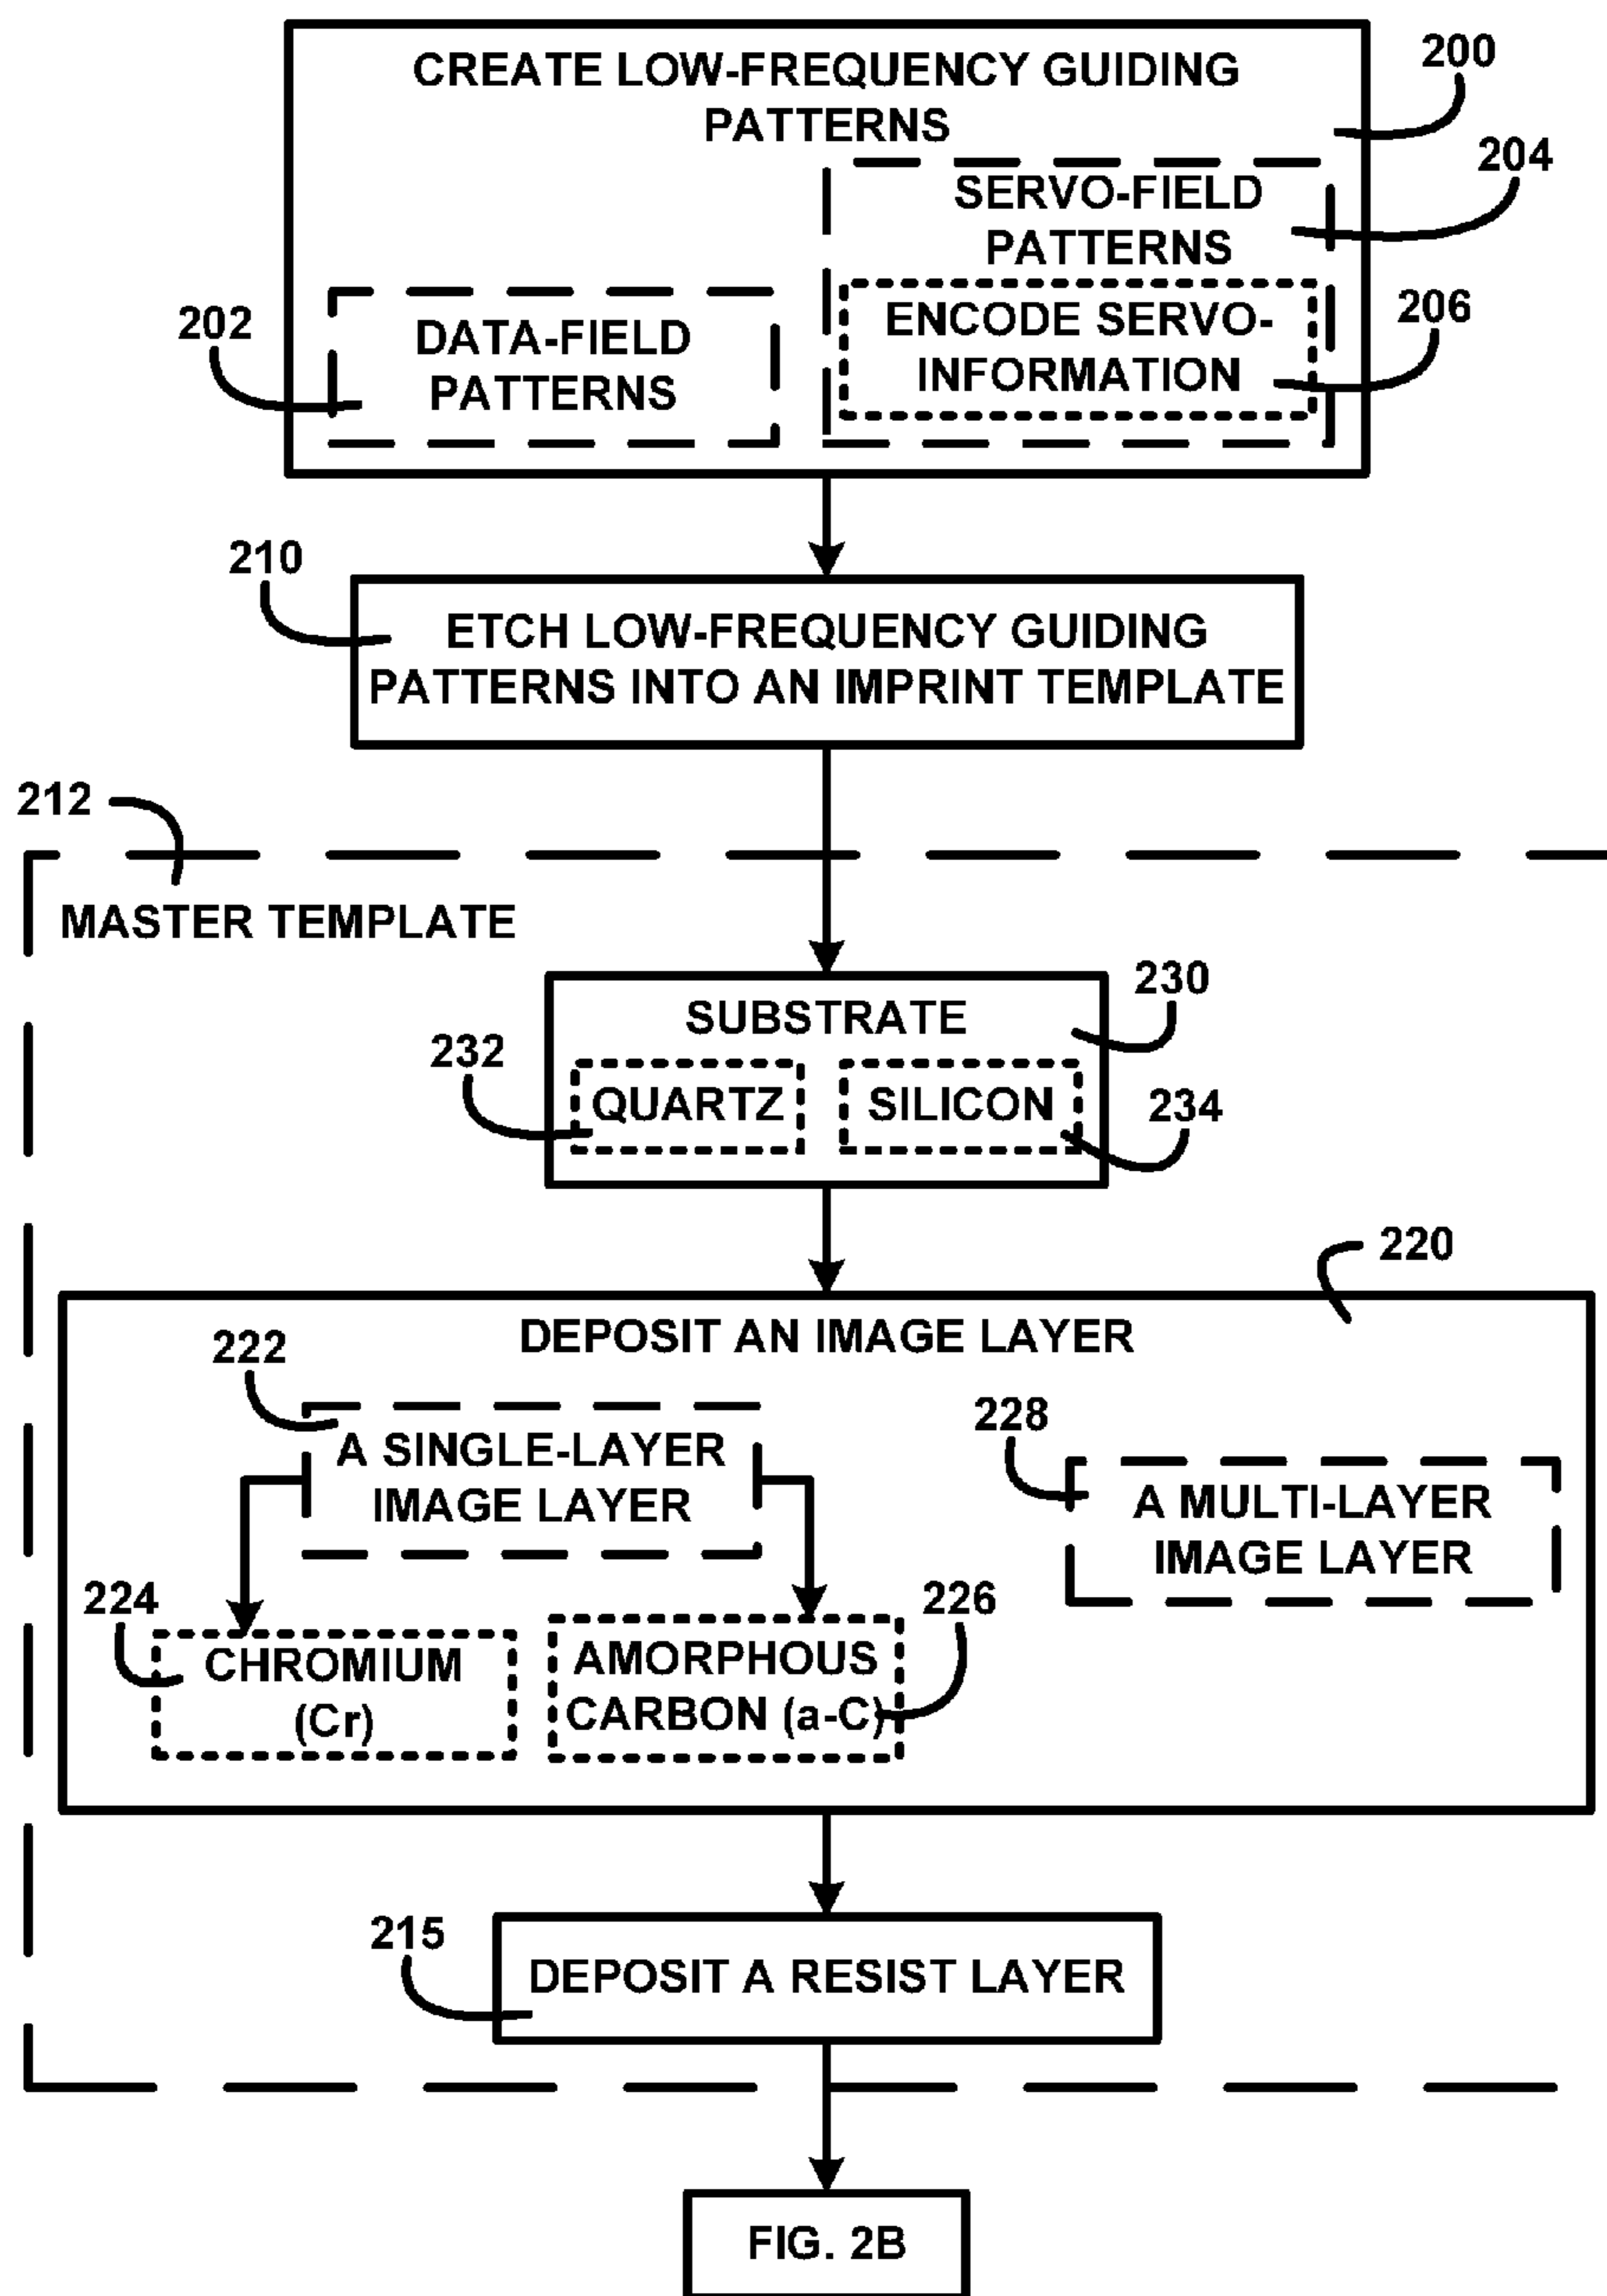 CREATE LOW-FREQUENCY GUIDING
PATTERNS
200
204
SERVO-FIELD
PATTERNS
202
DATA-FIELD
PATTERNS
ENCODE SERVO-
INFORMATION
206
210
ETCH LOW-FREQUENCY GUIDING
PATTERNS INTO AN IMPRINT TEMPLATE
212
MASTER TEMPLATE
230
SUBSTRATE
232
QUARTZ
SILICON
234
220
DEPOSIT AN IMAGE LAYER
222
A SINGLE-LAYER
IMAGE LAYER
228
A MULTI-LAYER
IMAGE LAYER
224
CHROMIUM
(Cr)
226
AMORPHOUS
CARBON (a-C)
215
DEPOSIT A RESIST LAYER
FIG. 2B